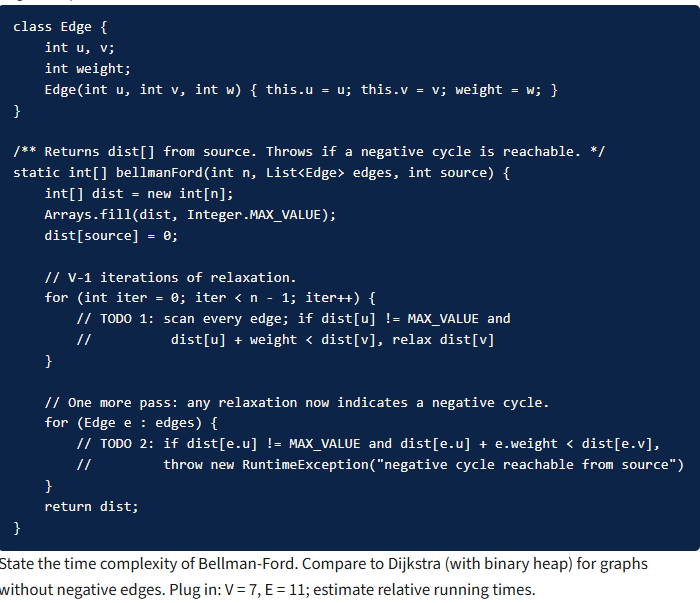 class Edge {
    int u, v;
    int weight;
    Edge(int u, int v, int w) { this.u = u; this.v = v; weight = w; }
}

/** Returns dist[] from source. Throws if a negative cycle is reachable. */
static int[] bellmanFord(int n, List<Edge> edges, int source) {
    int[] dist = new int[n];
    Arrays.fill(dist, Integer.MAX_VALUE);
    dist[source] = 0;

    // V-1 iterations of relaxation.
    for (int iter = 0; iter < n - 1; iter++) {
        // TODO 1: scan every edge; if dist[u] != MAX_VALUE and
        //         dist[u] + weight < dist[v], relax dist[v]
    }

    // One more pass: any relaxation now indicates a negative cycle.
    for (Edge e : edges) {
        // TODO 2: if dist[e.u] != MAX_VALUE and dist[e.u] + e.weight < dist[e.v],
        //         throw new RuntimeException("negative cycle reachable from source")
    }
    return dist;
}
State the time complexity of Bellman-Ford. Compare to Dijkstra (with binary heap) for graphs
without negative edges. Plug in: V = 7, E = 11; estimate relative running times.